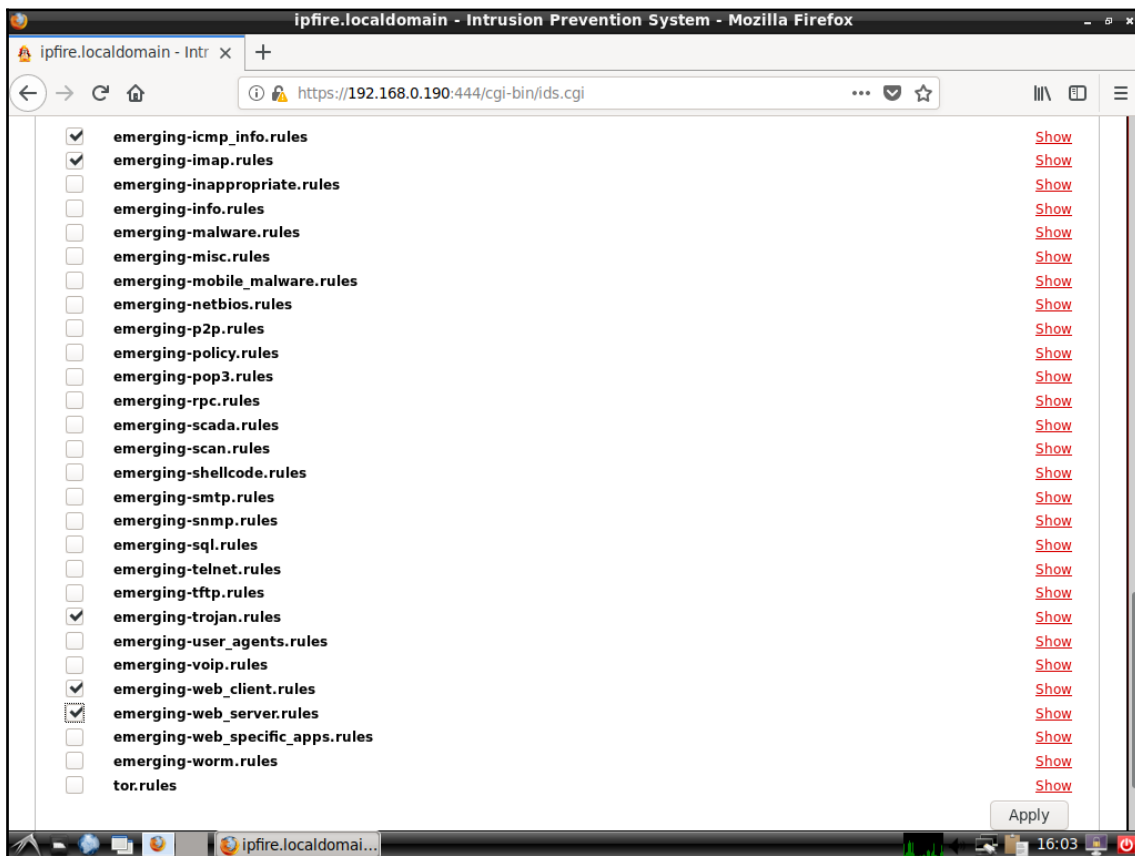 ipfire.localdomain - Intrusion Prevention System - Mozilla Firefox
ipfire.localdomain - Intr
https://192.168.0.190:444/cgi-bin/ids.cgi
emerging-icmp_info.rules Show
emerging-imap.rules Show
emerging-inappropriate.rules Show
emerging-info.rules Show
emerging-malware.rules Show
emerging-misc.rules Show
emerging-mobile_malware.rules Show
emerging-netbios.rules Show
emerging-p2p.rules Show
emerging-policy.rules Show
emerging-pop3.rules Show
emerging-rpc.rules Show
emerging-scada.rules Show
emerging-scan.rules Show
emerging-shellcode.rules Show
emerging-smtp.rules Show
emerging-snmp.rules Show
emerging-sql.rules Show
emerging-telnet.rules Show
emerging-tftp.rules Show
emerging-trojan.rules Show
emerging-user_agents.rules Show
emerging-voip.rules Show
emerging-web_client.rules Show
emerging-web_server.rules Show
emerging-web_specific_apps.rules Show
emerging-worm.rules Show
tor.rules Show
Apply
ipfire.localdomai... 16:03